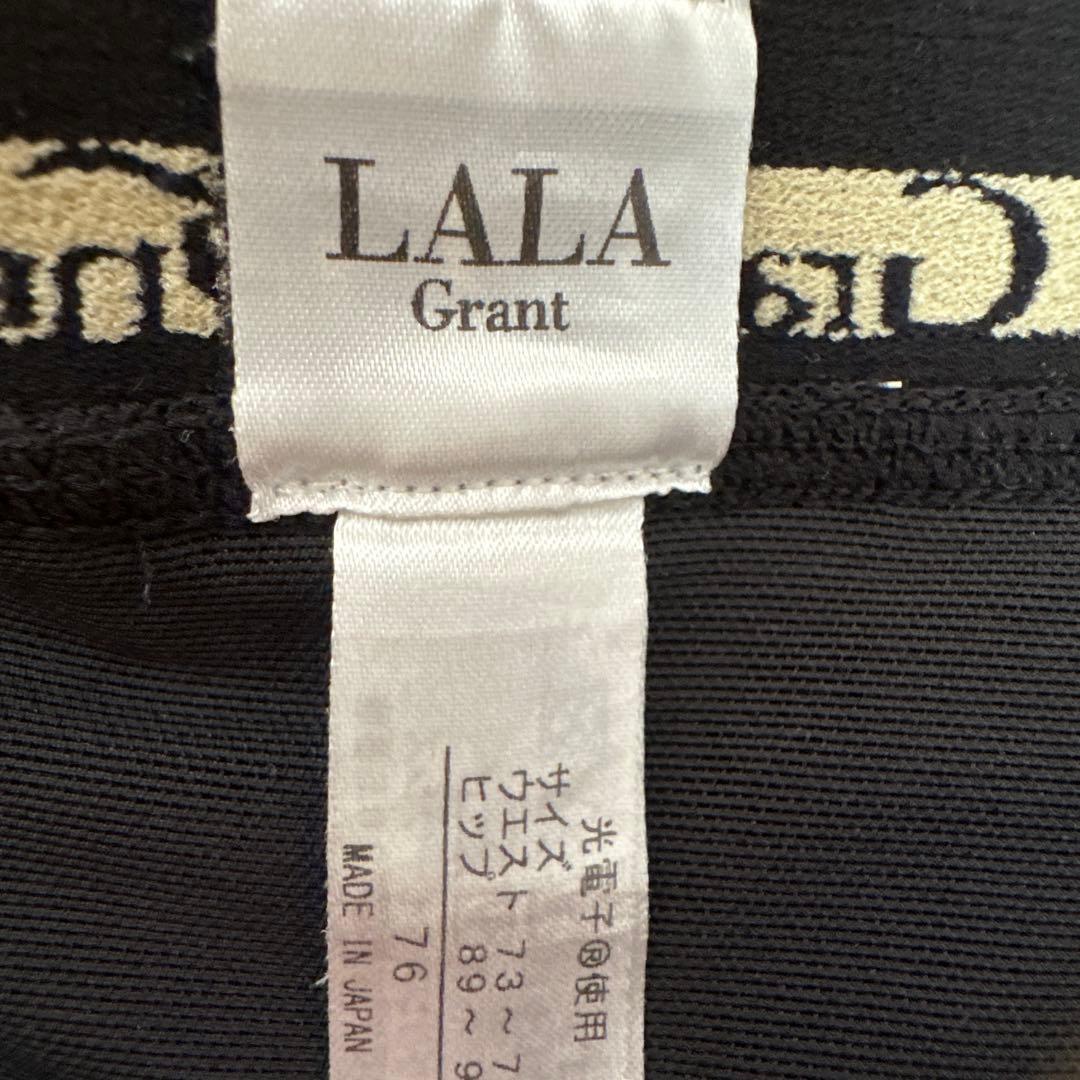 LALA
Grant
光電子®使用
サイズ
ウエスト 73～7
ヒップ 89～9
76
MADE IN JAPAN